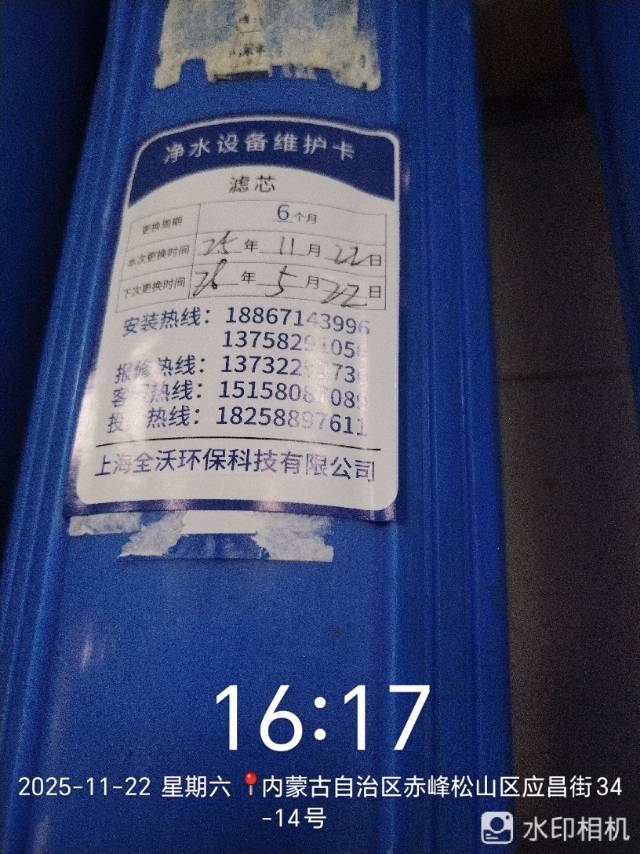 净水设备维护卡
滤芯
更换周期 6个月
本次更换时间 25年 11月 22日
下次更换时间 26年 5月 22日
安装热线：18867143996
报修热线：
客服热线：
投诉热线：18258897611
上海全沃环保科技有限公司
16:17
2025-11-22 星期六 内蒙古自治区赤峰松山区应昌街34
-14号
水印相机